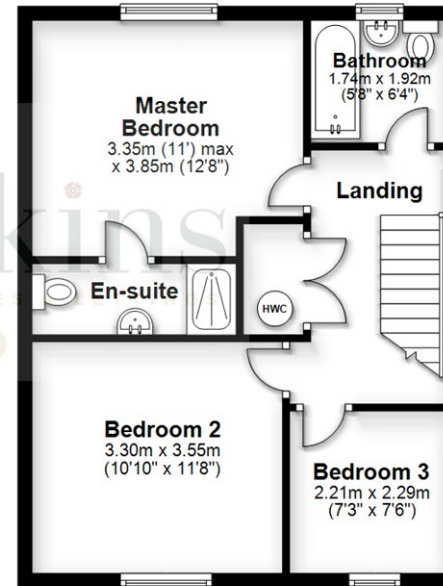 Master
Bedroom
3.35m (11') max
x 3.85m (12'8")
Bathroom
1.74m x 1.92m
(5'8" x 6'4")
Landing
En-suite
HWC
Bedroom 2
3.30m x 3.55m
(10'10" x 11'8")
Bedroom 3
2.21m x 2.29m
(7'3" x 7'6")